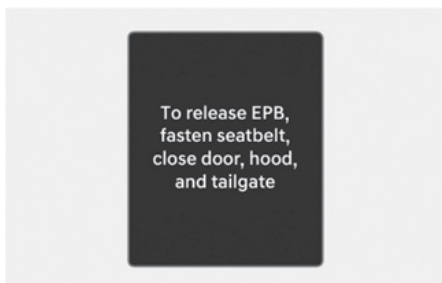 To release EPB,
fasten seatbelt,
close door, hood,
and tailgate